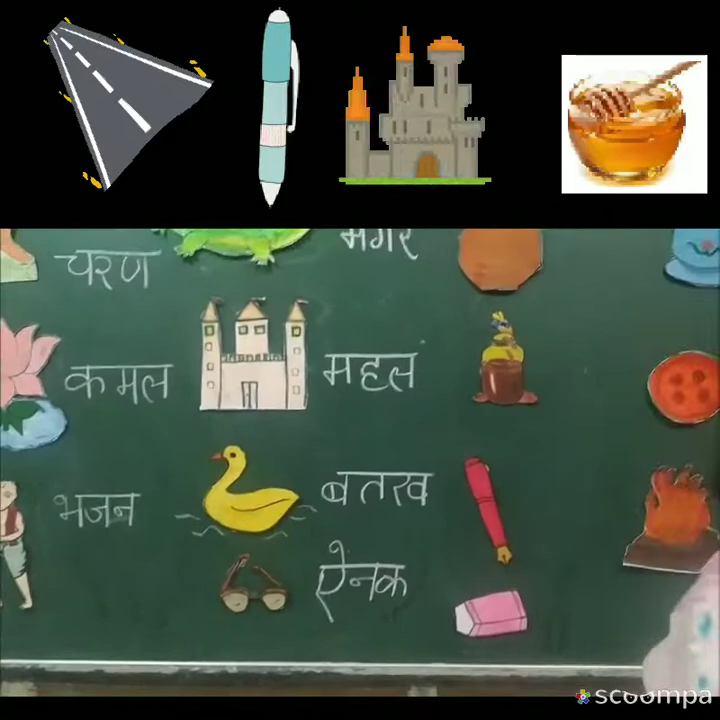 मगर
चरण
कमल
महल
भजन
बतख
ऐनक
scoompa